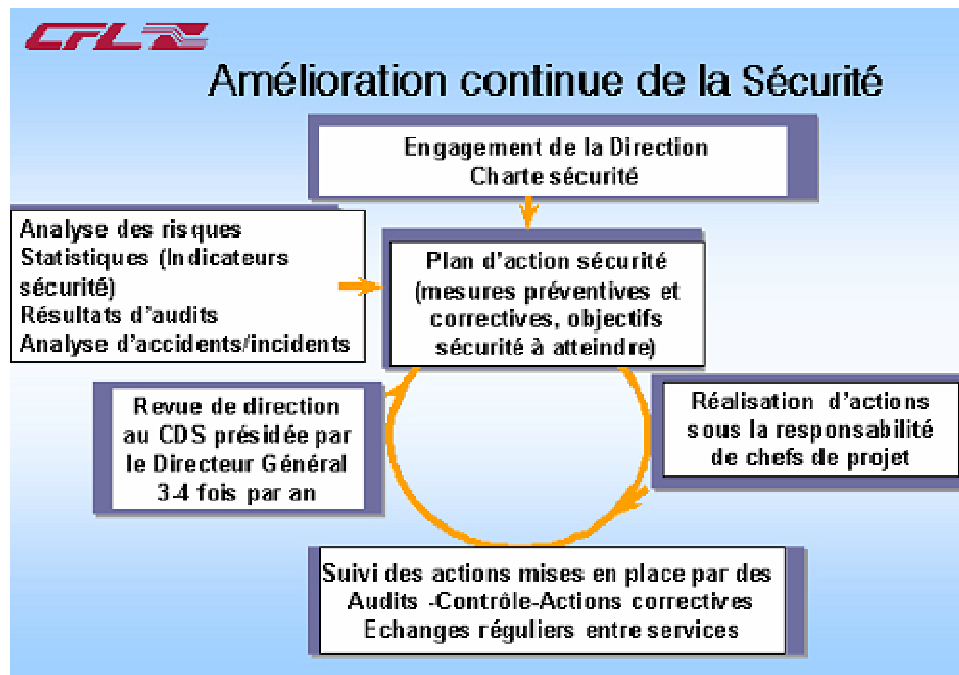 CFL
Amélioration continue de la Sécurité
Engagement de la Direction
Charte sécurité
Analyse des risques
Statistiques (Indicateurs
sécurité)
Résultats d'audits
Analyse d'accidents/incidents
Plan d'action sécurité
(mesures préventives et
correctives, objectifs
sécurité à atteindre)
Revue de direction
au CDS présidée par
le Directeur Général
3-4 fois par an
Réalisation d'actions
sous la responsabilité
de chefs de projet
Suivi des actions mises en place par des
Audits -Contrôle-Actions correctives
Echanges réguliers entre services